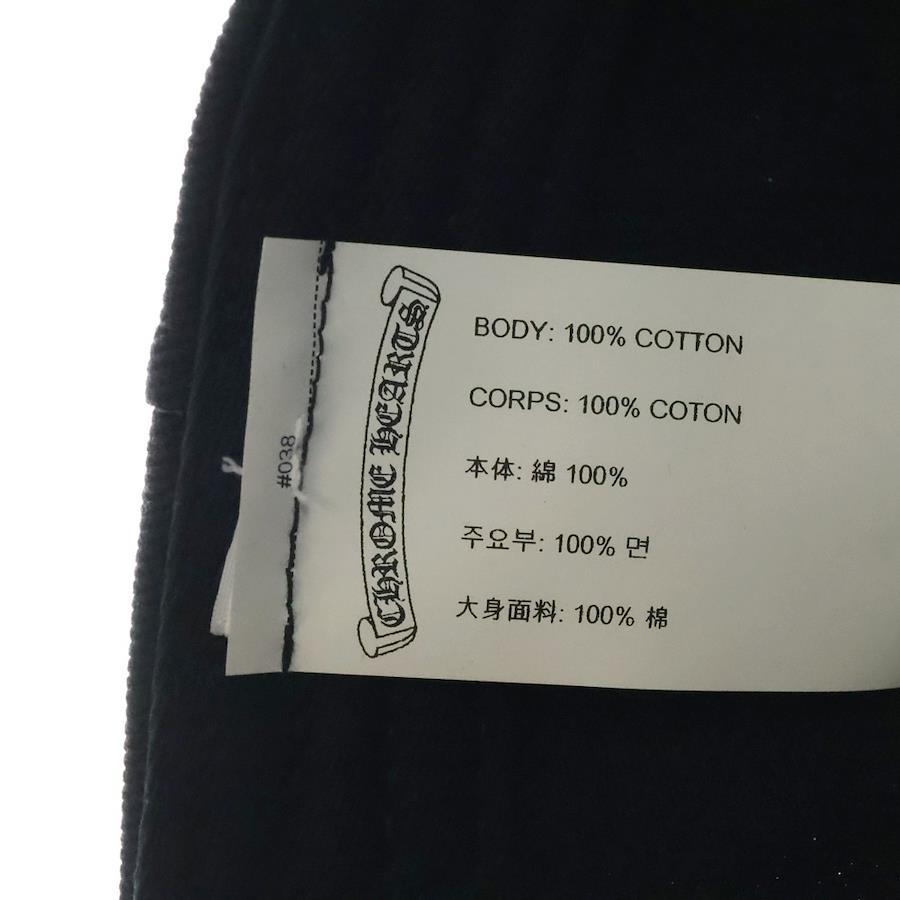 #038
CHROME HEARTS
BODY: 100% COTTON
CORPS: 100% COTON
本体: 綿 100%
주요부: 100% 면
大身面料: 100% 棉